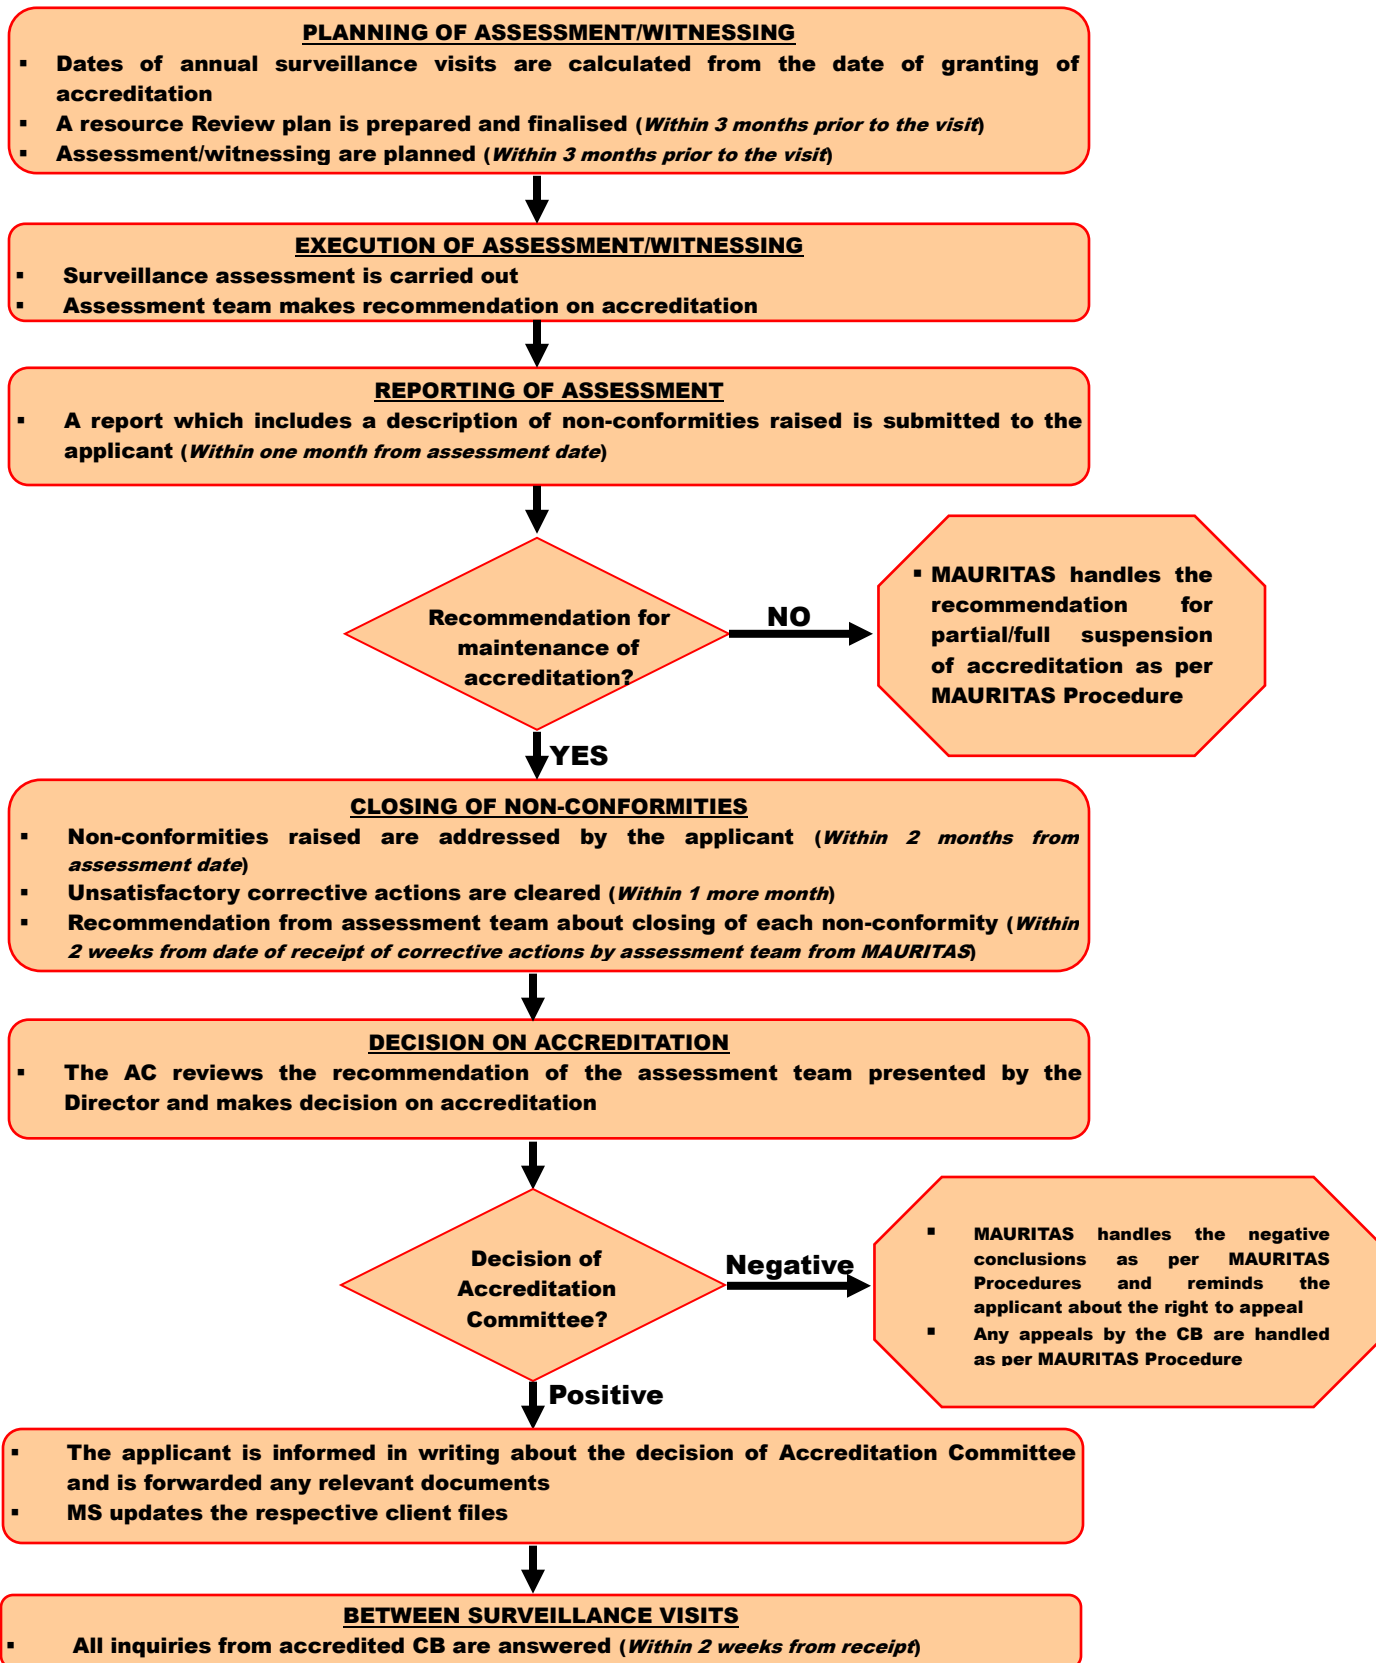 PLANNING OF ASSESSMENT/WITNESSING
▪ Dates of annual surveillance visits are calculated from the date of granting of
accreditation
▪ A resource Review plan is prepared and finalised (Within 3 months prior to the visit)
▪ Assessment/witnessing are planned (Within 3 months prior to the visit)
EXECUTION OF ASSESSMENT/WITNESSING
▪ Surveillance assessment is carried out
▪ Assessment team makes recommendation on accreditation
REPORTING OF ASSESSMENT
▪ A report which includes a description of non-conformities raised is submitted to the
applicant (Within one month from assessment date)
Recommendation for
maintenance of
accreditation?
NO
▪ MAURITAS handles the
recommendation for
partial/full suspension
of accreditation as per
MAURITAS Procedure
YES
CLOSING OF NON-CONFORMITIES
▪ Non-conformities raised are addressed by the applicant (Within 2 months from
assessment date)
▪ Unsatisfactory corrective actions are cleared (Within 1 more month)
▪ Recommendation from assessment team about closing of each non-conformity (Within
2 weeks from date of receipt of corrective actions by assessment team from MAURITAS)
DECISION ON ACCREDITATION
▪ The AC reviews the recommendation of the assessment team presented by the
Director and makes decision on accreditation
Decision of
Accreditation
Committee?
Negative
▪ MAURITAS handles the negative
conclusions as per MAURITAS
Procedures and reminds the
applicant about the right to appeal
▪ Any appeals by the CB are handled
as per MAURITAS Procedure
Positive
▪ The applicant is informed in writing about the decision of Accreditation Committee
and is forwarded any relevant documents
▪ MS updates the respective client files
BETWEEN SURVEILLANCE VISITS
▪ All inquiries from accredited CB are answered (Within 2 weeks from receipt)